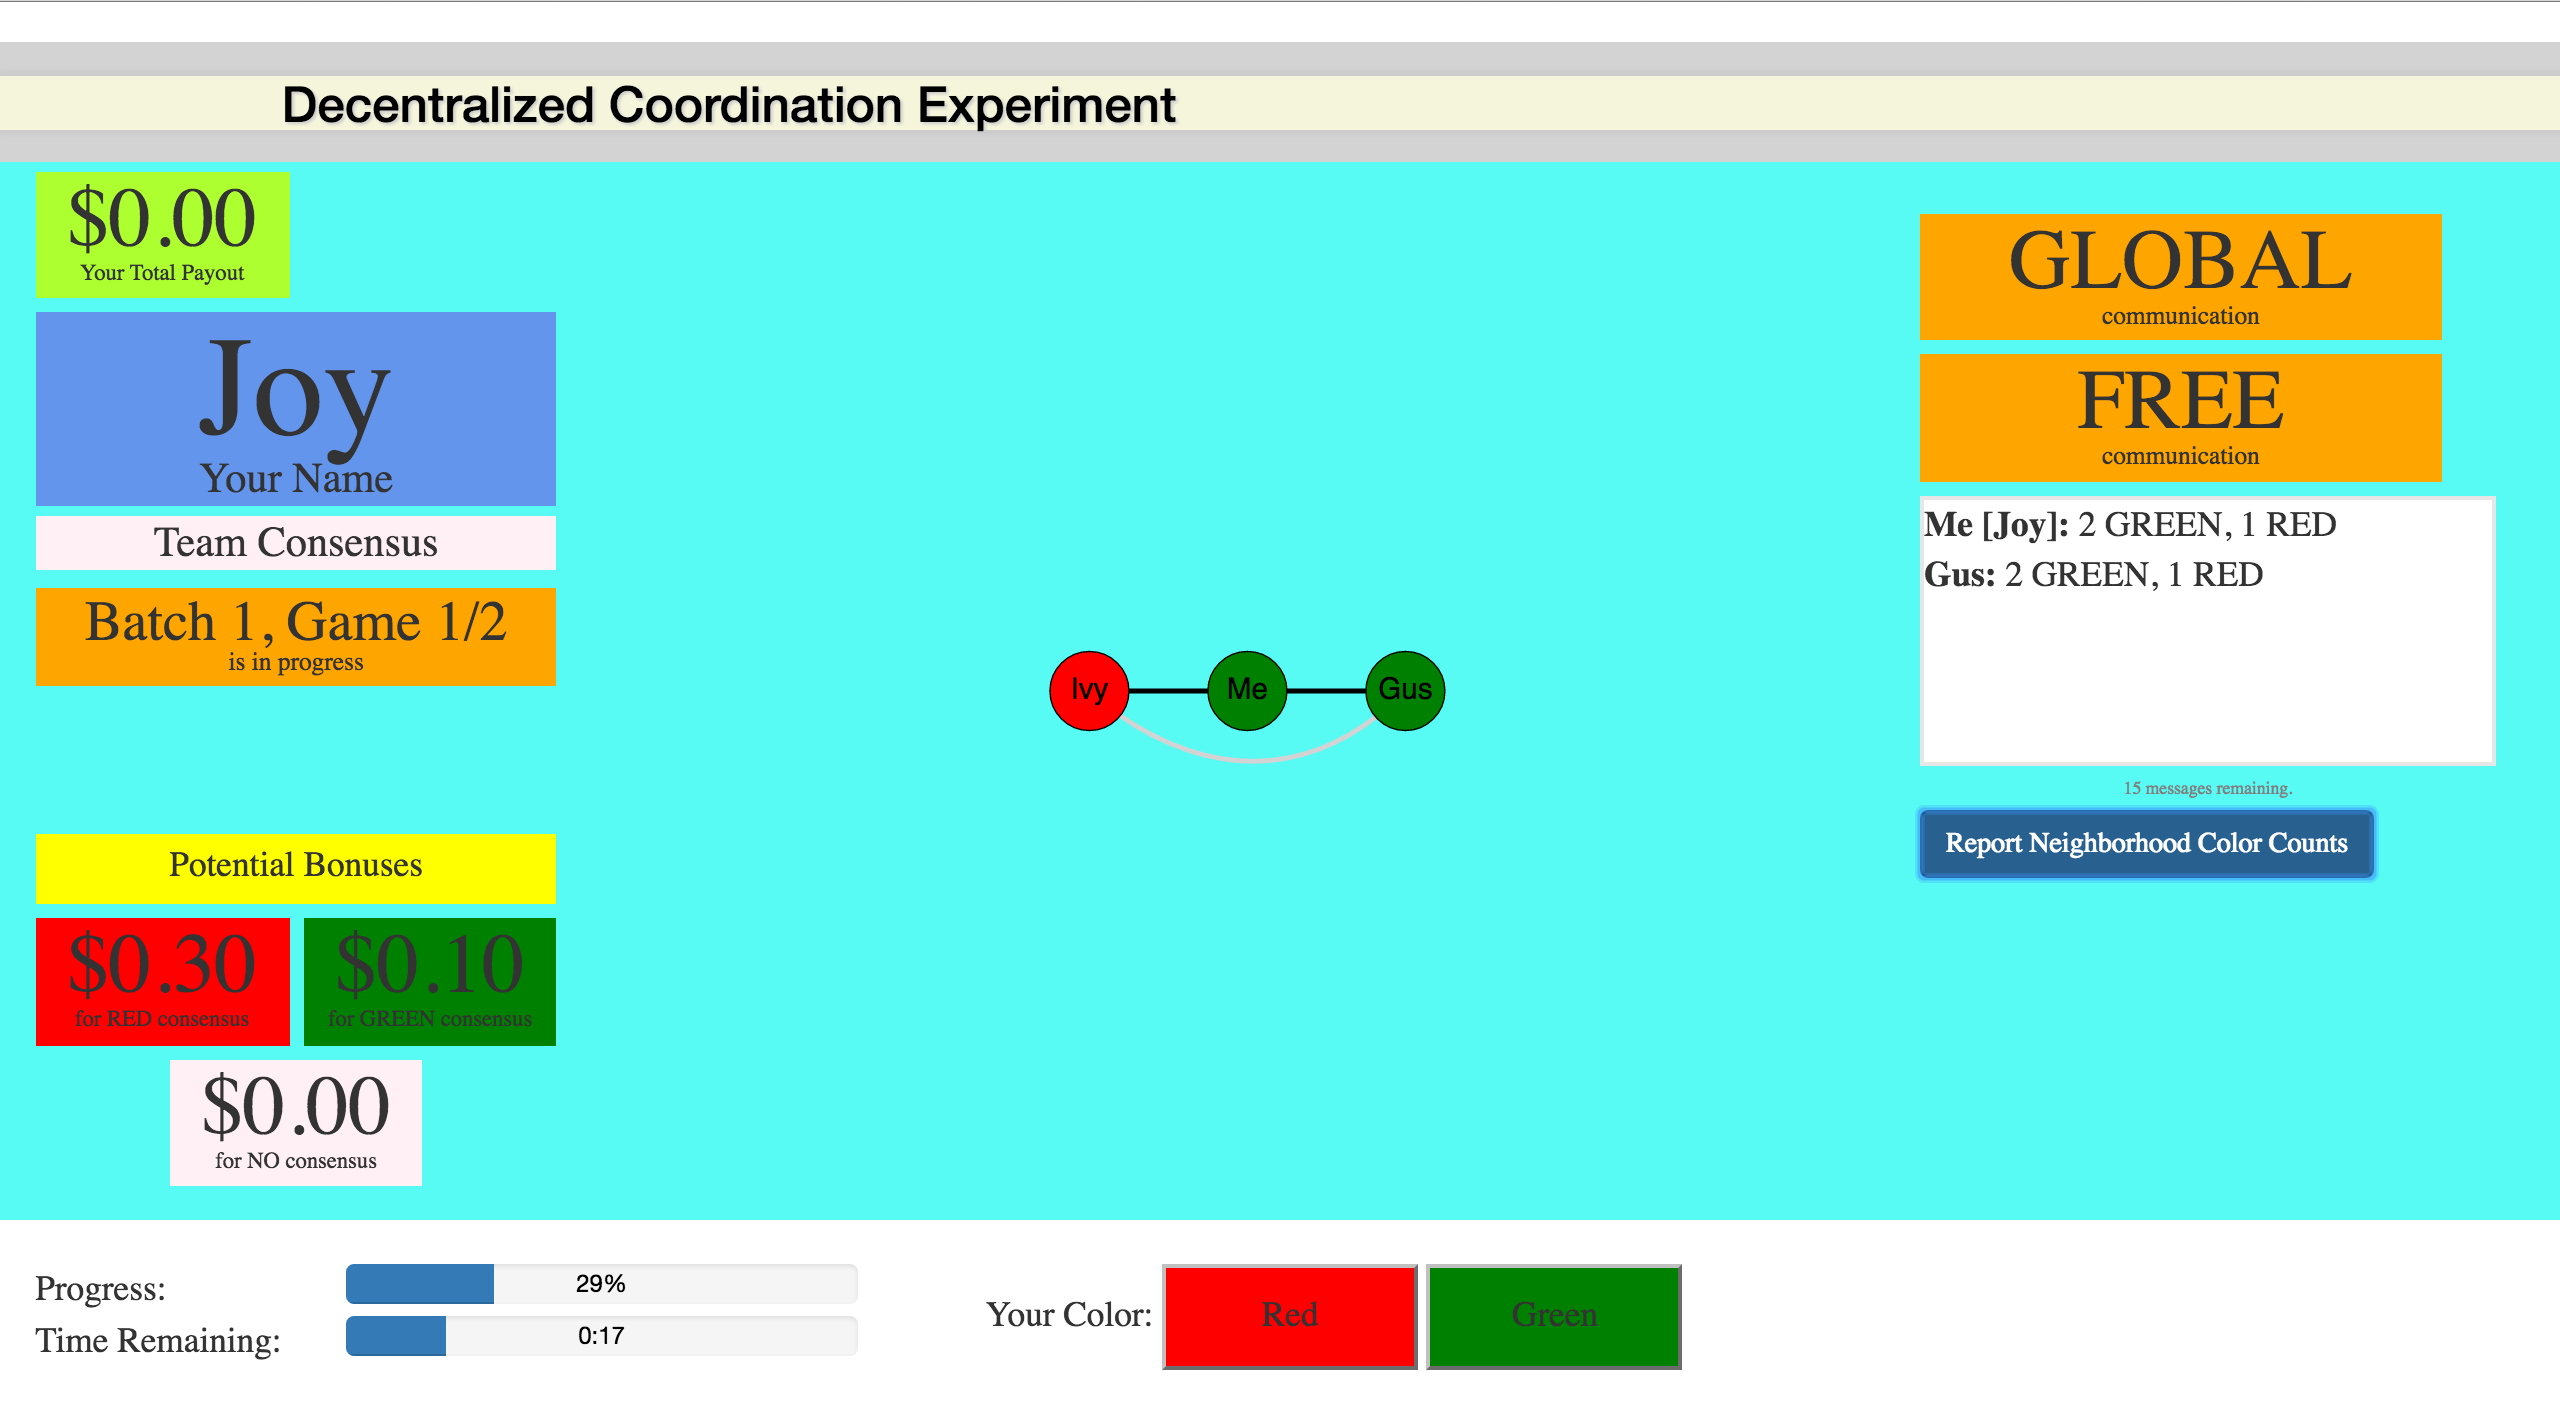 Decentralized Coordination Experiment
$0.00
Your Total Payout
Joy
Your Name
Team Consensus
Batch 1, Game 1/2
is in progress
Potential Bonuses
$0.30
for RED consensus
$0.10
for GREEN consensus
$0.00
for NO consensus
Ivy
Me
Gus
GLOBAL
communication
FREE
communication
Me [Joy]: 2 GREEN, 1 RED
Gus: 2 GREEN, 1 RED
15 messages remaining.
Report Neighborhood Color Counts
Progress:
29%
Time Remaining:
0:17
Your Color:
Red
Green